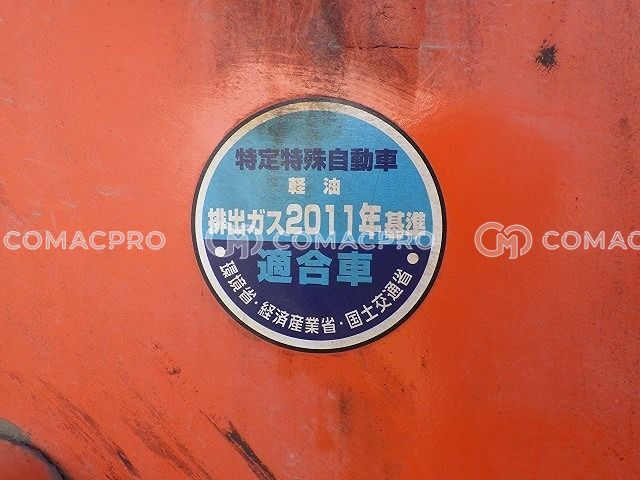 特定特殊自動車
軽油
排出ガス2011年基準
適合車
環境省・経済産業省・国土交通省
COMACPRO
COMACPRO
COMACPRO